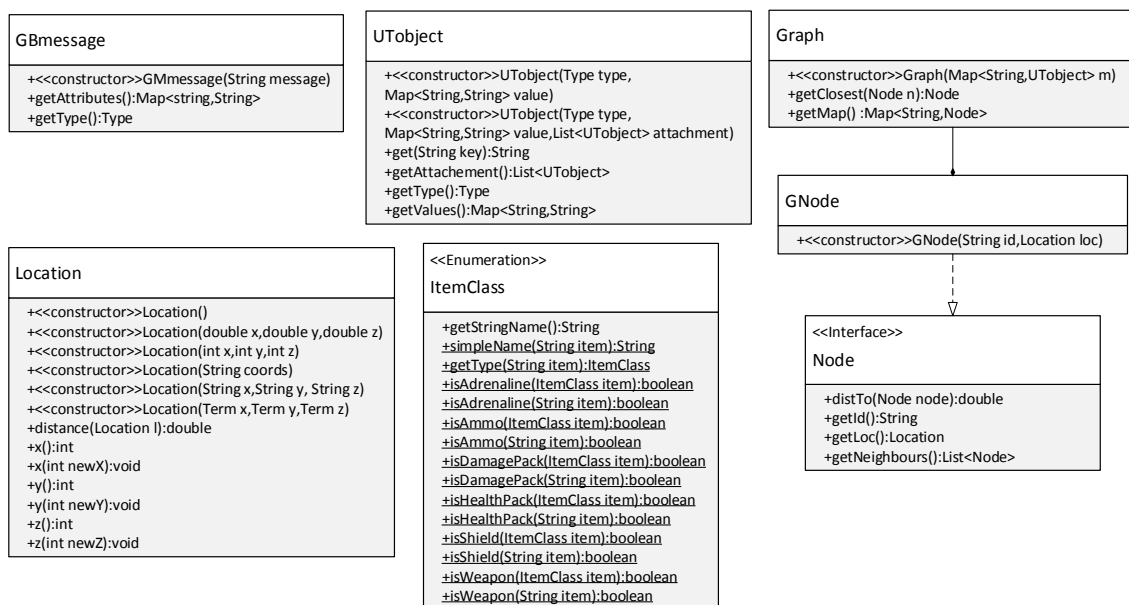 GBmessage
+<<constructor>>GMmessage(String message)
+getAttributes():Map<string,String>
+getType():Type
UTobject
+<<constructor>>UTobject(Type type,
Map<String,String> value)
+<<constructor>>UTobject(Type type,
Map<String,String> value,List<UTobject> attachment)
+get(String key):String
+getAttachement():List<UTobject>
+getType():Type
+getValues():Map<String,String>
Graph
+<<constructor>>Graph(Map<String,UTobject> m)
+getClosest(Node n):Node
+getMap() :Map<String,Node>
GNode
+<<constructor>>GNode(String id,Location loc)
Location
+<<constructor>>Location()
+<<constructor>>Location(double x,double y,double z)
+<<constructor>>Location(int x,int y,int z)
+<<constructor>>Location(String coords)
+<<constructor>>Location(String x,String y, String z)
+<<constructor>>Location(Term x,Term y,Term z)
+distance(Location l):double
+x():int
+x(int newX):void
+y():int
+y(int newY):void
+z():int
+z(int newZ):void
<<Enumeration>>
ItemClass
+getStringName():String
+simpleName(String item):String
+getType(String item):ItemClass
+isAdrenaline(ItemClass item):boolean
+isAdrenaline(String item):boolean
+isAmmo(ItemClass item):boolean
+isAmmo(String item):boolean
+isDamagePack(ItemClass item):boolean
+isDamagePack(String item):boolean
+isHealthPack(ItemClass item):boolean
+isHealthPack(String item):boolean
+isShield(ItemClass item):boolean
+isShield(String item):boolean
+isWeapon(ItemClass item):boolean
+isWeapon(String item):boolean
<<Interface>>
Node
+distTo(Node node):double
+getId():String
+getLoc():Location
+getNeighbours():List<Node>